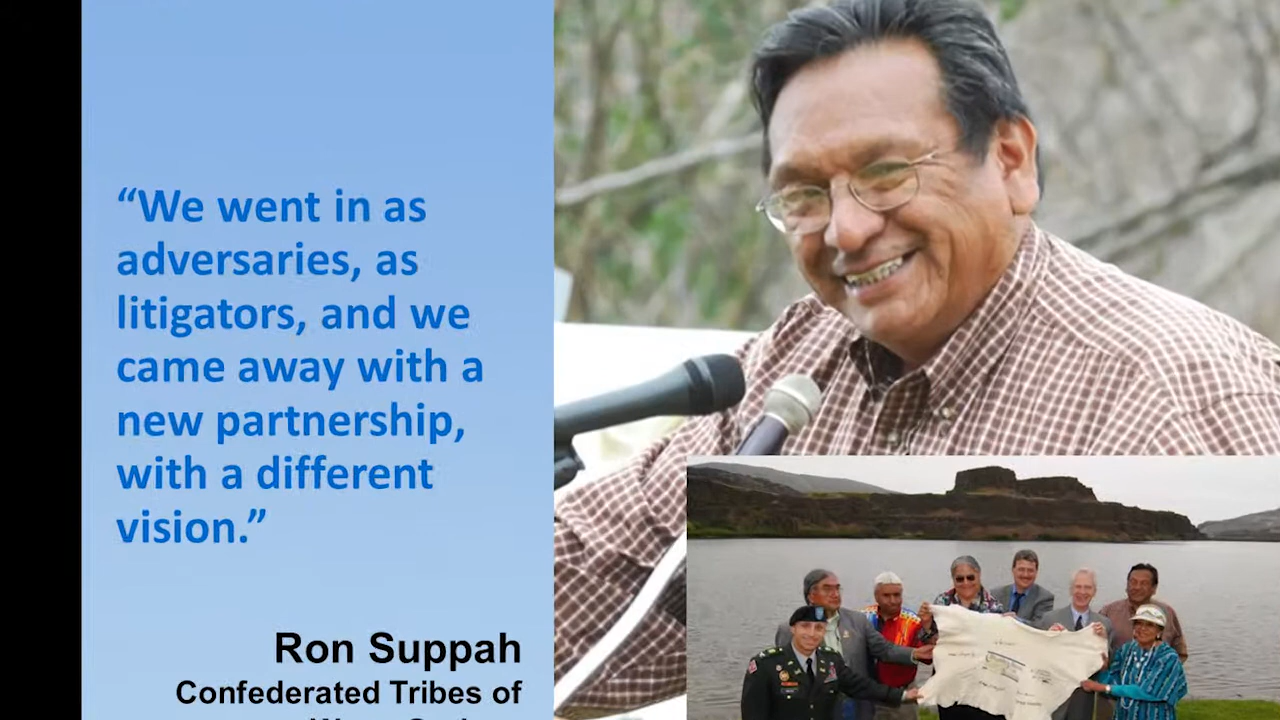 “We went in as
adversaries, as
litigators, and we
came away with a
new partnership,
with a different
vision.”
Ron Suppah
Confederated Tribes of